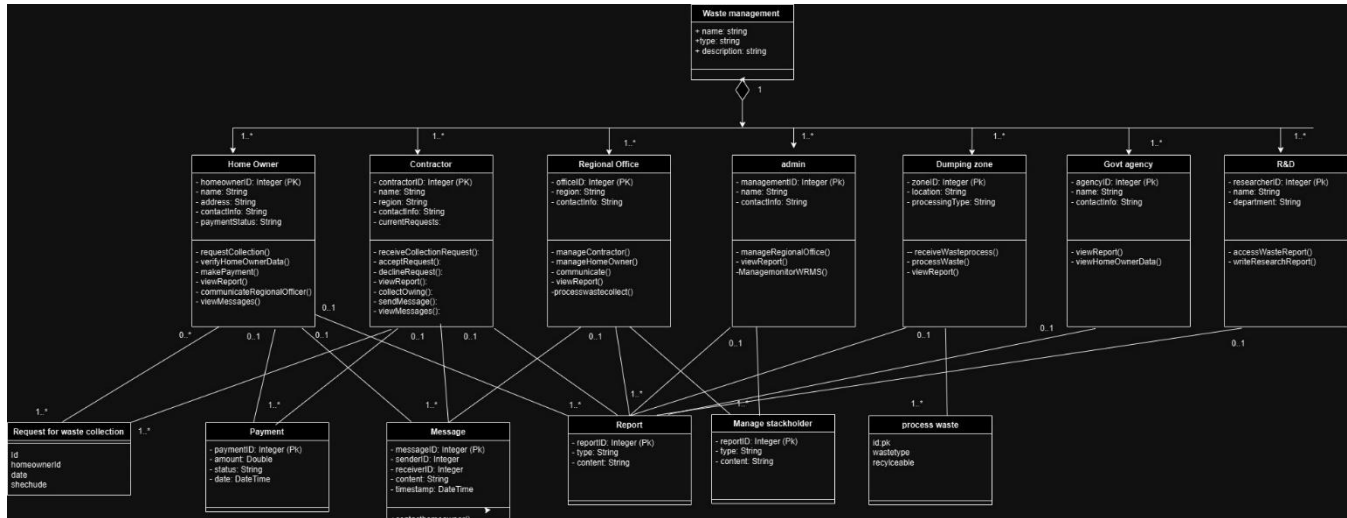 Waste management
+ name: string
+type: string
+ description: string
1
1..* 1..* 1..* 1..* 1..* 1..* 1..*
Home Owner
- homeownerID: Integer (PK)
- name: String
- address: String
- contactInfo: String
- paymentStatus: String
- requestCollection()
- verifyHomeOwnerData()
- makePayment()
- viewReport()
- communicateRegionalOfficer()
- viewMessages()
Contractor
- contractorID: Integer (PK)
- name: String
- region: String
- contactInfo: String
- currentRequests:
- receiveCollectionRequest():
- acceptRequest():
- declineRequest():
- viewReport():
- collectOwing():
- sendMessage():
- viewMessages():
Regional Office
- officeID: Integer (PK)
- region: String
- contactInfo: String
- manageContractor()
- manageHomeOwner()
- communicate()
- viewReport()
-processwastecollect()
admin
- managementID: Integer (PK)
- name: String
- contactInfo: String
- manageRegionalOffice()
- viewReport()
-ManagemonitorWRMS()
Dumping zone
- zoneID: Integer (PK)
- location: String
- processingType: String
-- receiveWasteprocess()
- processWaste()
- viewReport()
Govt agency
- agencyID: Integer (PK)
- name: String
- contactInfo: String
- viewReport()
- viewHomeOwnerData()
R&D
- researcherID: Integer (PK)
- name: String
- department: String
- accessWasteReport()
- writeResearchReport()
0..1
0..* 0..1 0..1 0..1 0..1 0..1 0..1 0..1 0..1 0..1
1..* 1..* 1..* 1..* 1..* 1..* 1..*
1..*
Request for waste collection
Id
homeownerId
date
shechude
Payment
- paymentID: Integer (Pk)
- amount: Double
- status: String
- date: DateTime
Message
- messageID: Integer (Pk)
- senderID: Integer
- receiverID: Integer
- content: String
- timestamp: DateTime
Report
- reportID: Integer (Pk)
- type: String
- content: String
Manage stackholder
- reportID: Integer (Pk)
- type: String
- content: String
process waste
id:pk
wastetype
recylceable